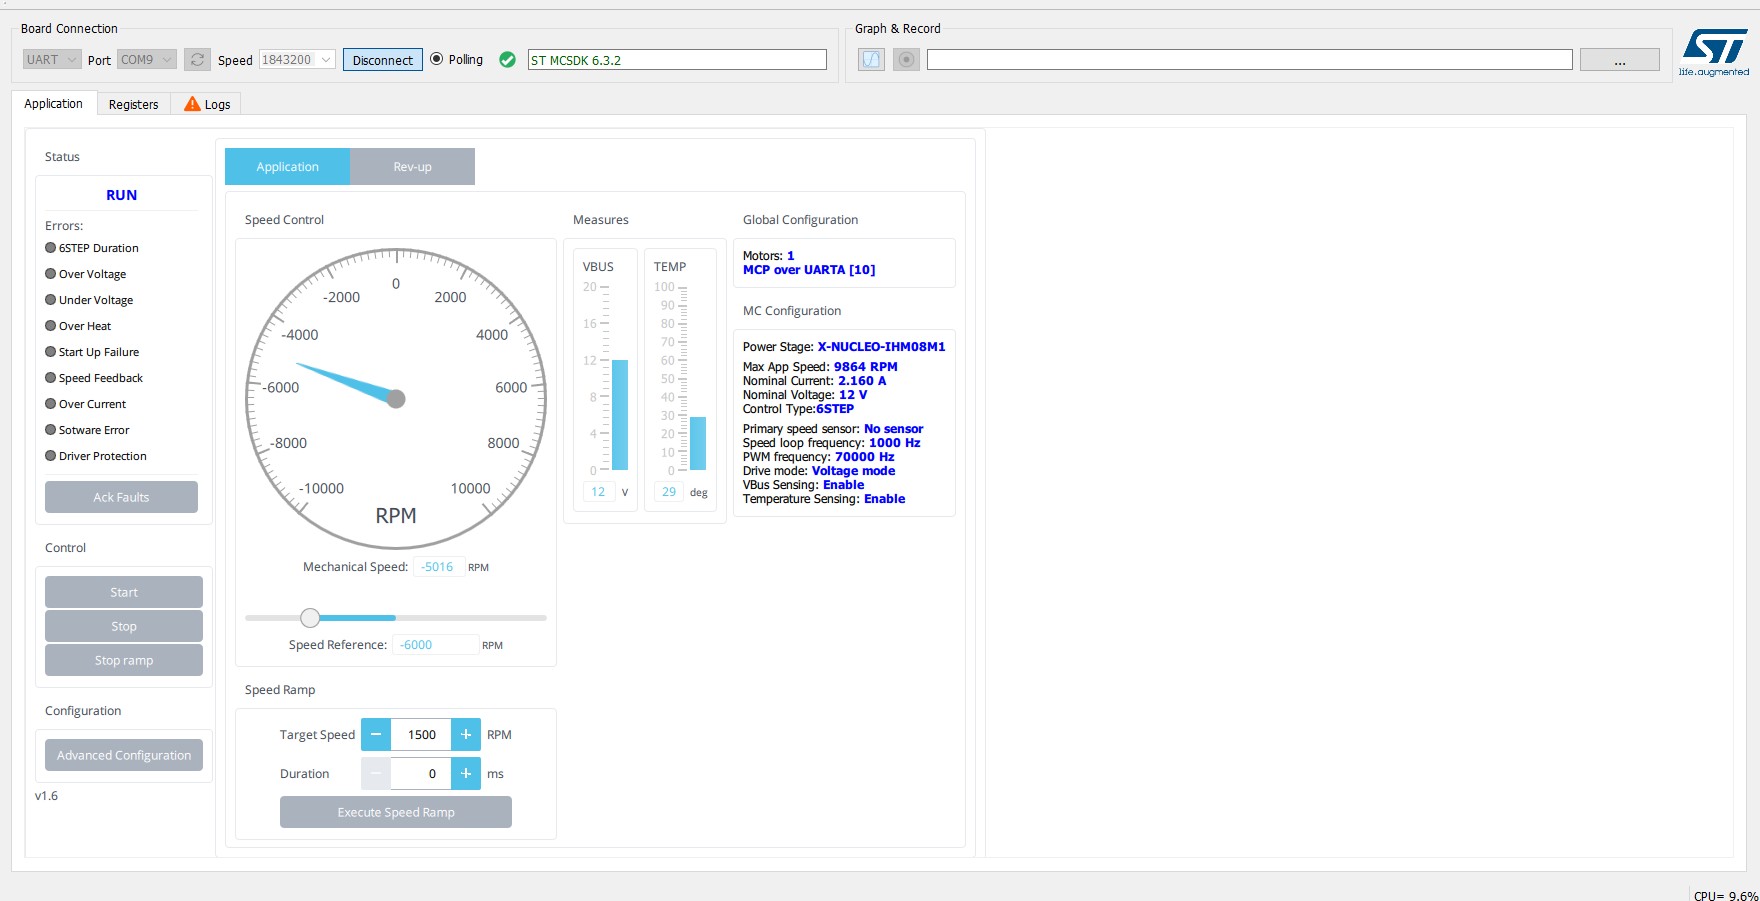 Board Connection
UART Port COM9 Speed 1843200 Disconnect Polling ST MCSDK 6.3.2
Graph & Record
...
ST
life.augmented
Application Registers Logs
Status
RUN
Errors:
6STEP Duration
Over Voltage
Under Voltage
Over Heat
Start Up Failure
Speed Feedback
Over Current
Sotware Error
Driver Protection
Ack Faults
Control
Start
Stop
Stop ramp
Configuration
Advanced Configuration
v1.6
Application Rev-up
Speed Control
0
-2000 2000
-4000 4000
-6000 6000
-8000 8000
-10000 10000
RPM
Mechanical Speed: -5016 RPM
Speed Reference: -6000 RPM
Speed Ramp
Target Speed − 1500 + RPM
Duration − 0 + ms
Execute Speed Ramp
Measures
VBUS
20
16
12
8
4
0
12 V
TEMP
100
90
80
70
60
50
40
30
20
10
0
29 deg
Global Configuration
Motors: 1
MCP over UARTA [10]
MC Configuration
Power Stage: X-NUCLEO-IHM08M1
Max App Speed: 9864 RPM
Nominal Current: 2.160 A
Nominal Voltage: 12 V
Control Type:6STEP
Primary speed sensor: No sensor
Speed loop frequency: 1000 Hz
PWM frequency: 70000 Hz
Drive mode: Voltage mode
VBus Sensing: Enable
Temperature Sensing: Enable
CPU= 9.6%